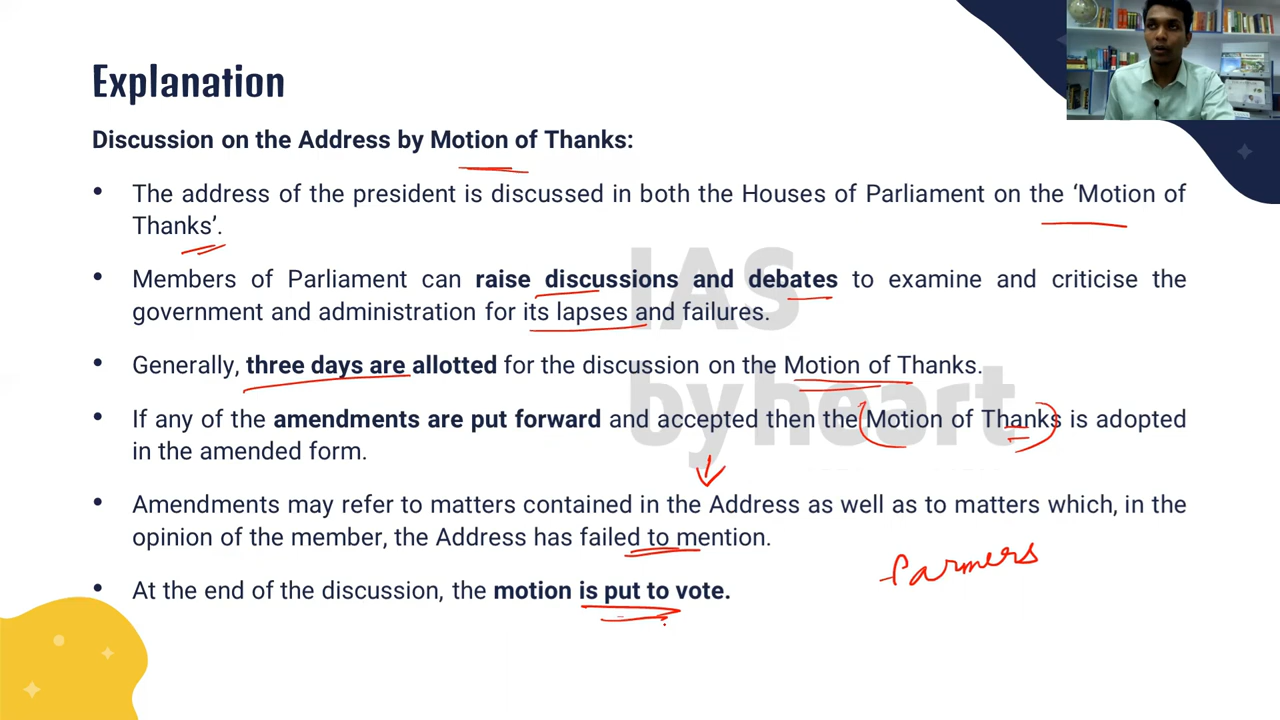 Explanation
Discussion on the Address by Motion of Thanks:
• The address of the president is discussed in both the Houses of Parliament on the ‘Motion of
Thanks’.
• Members of Parliament can raise discussions and debates to examine and criticise the
government and administration for its lapses and failures.
• Generally, three days are allotted for the discussion on the Motion of Thanks.
• If any of the amendments are put forward and accepted then the Motion of Thanks is adopted
in the amended form.
• Amendments may refer to matters contained in the Address as well as to matters which, in the
opinion of the member, the Address has failed to mention.
farmers
• At the end of the discussion, the motion is put to vote.
IAS
byheart